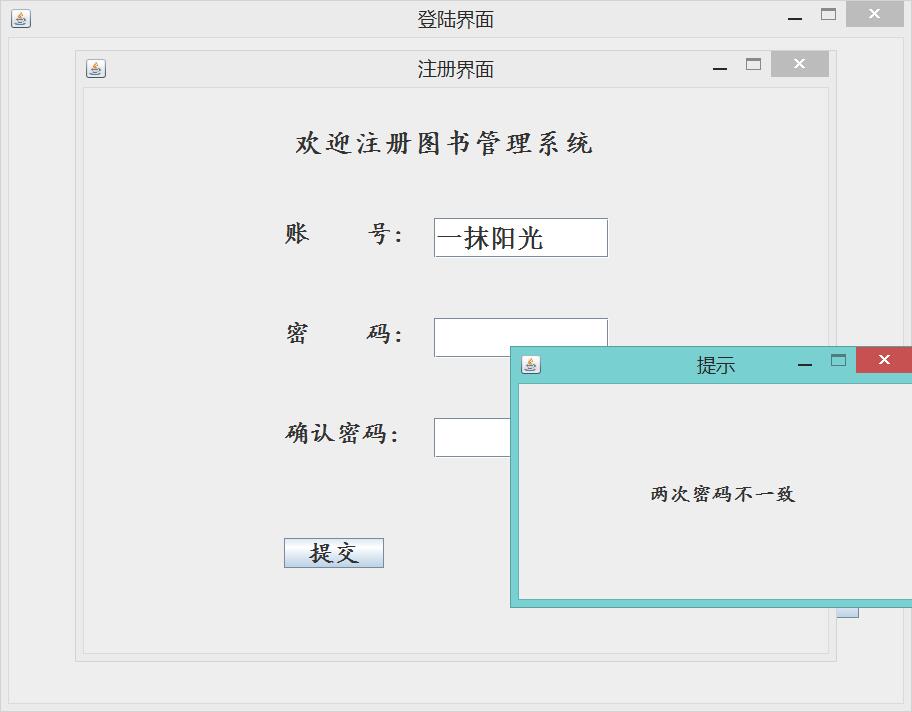 登陆界面
注册界面
欢迎注册图书管理系统
账 号：
一抹阳光
密 码：
提示
确认密码：
两次密码不一致
提交